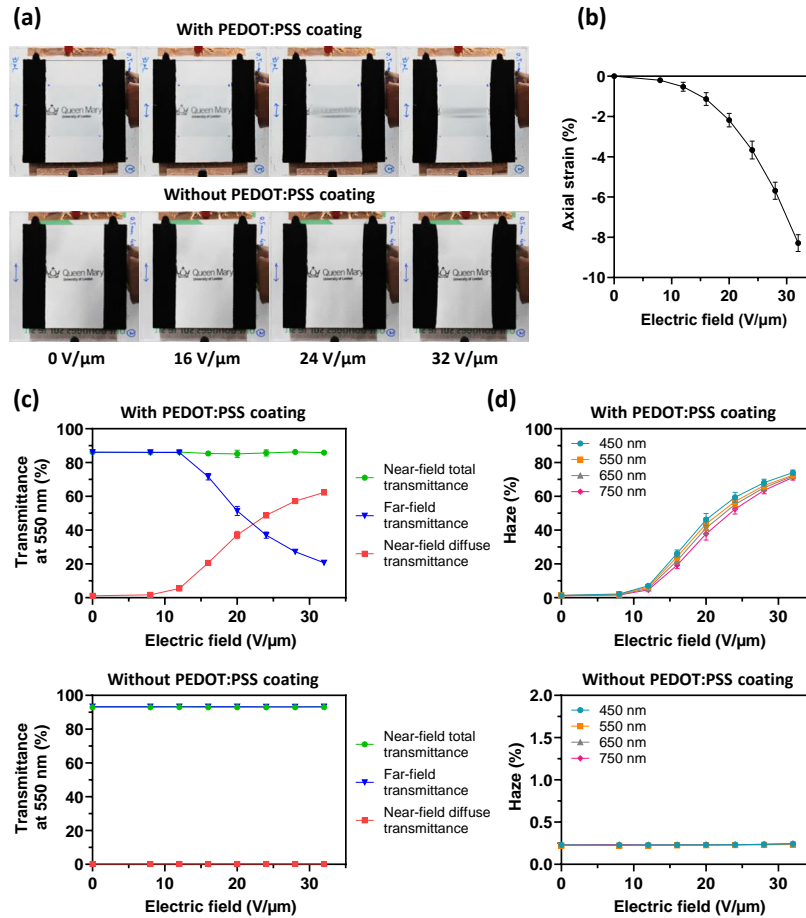 (a)
With PEDOT:PSS coating
Queen Mary
University of London
Queen Mary
University of London
Queen Mary
University of London
Queen Mary
Without PEDOT:PSS coating
Queen Mary
University of London
Queen Mary
University of London
Queen Mary
University of London
Queen Mary
University of London
0 V/μm
16 V/μm
24 V/μm
32 V/μm
(b)
0
-2
-4
-6
-8
-10
Axial strain (%)
0
10
20
30
Electric field (V/μm)
(c)
With PEDOT:PSS coating
100
80
60
40
20
0
Transmittance
at 550 nm (%)
0
10
20
30
Electric field (V/μm)
Near-field total
transmittance
Far-field
transmittance
Near-field diffuse
transmittance
Without PEDOT:PSS coating
100
80
60
40
20
0
Transmittance
at 550 nm (%)
0
10
20
30
Electric field (V/μm)
Near-field total
transmittance
Far-field
transmittance
Near-field diffuse
transmittance
(d)
With PEDOT:PSS coating
100
80
60
40
20
0
Haze (%)
450 nm
550 nm
650 nm
750 nm
0
10
20
30
Electric field (V/μm)
Without PEDOT:PSS coating
2.0
1.5
1.0
0.5
0.0
Haze (%)
450 nm
550 nm
650 nm
750 nm
0
10
20
30
Electric field (V/μm)